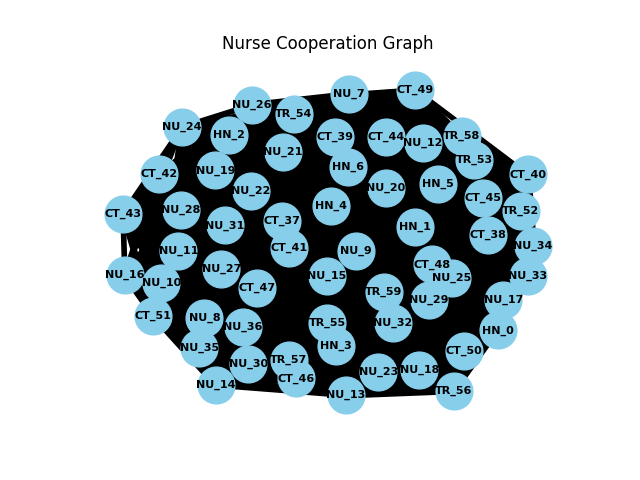 Nurse Cooperation Graph
CT_49
NU_7
NU_26
TR_54
NU_24
HN_2
CT_39
CT_44
TR_58
NU_12
NU_21
TR_53
HN_6
NU_19
CT_42
CT_40
HN_5
NU_20
NU_22
CT_45
HN_4
NU_28
TR_52
CT_43
CT_37
NU_31
HN_1
CT_38
NU_34
CT_41
NU_11
NU_9
CT_48
NU_27
NU_16
NU_15
NU_25
NU_33
NU_10
CT_47
TR_59
NU_29
NU_17
CT_51
NU_8
TR_55
NU_32
NU_36
HN_0
HN_3
NU_35
CT_50
TR_57
NU_30
NU_18
NU_23
CT_46
NU_14
TR_56
NU_13